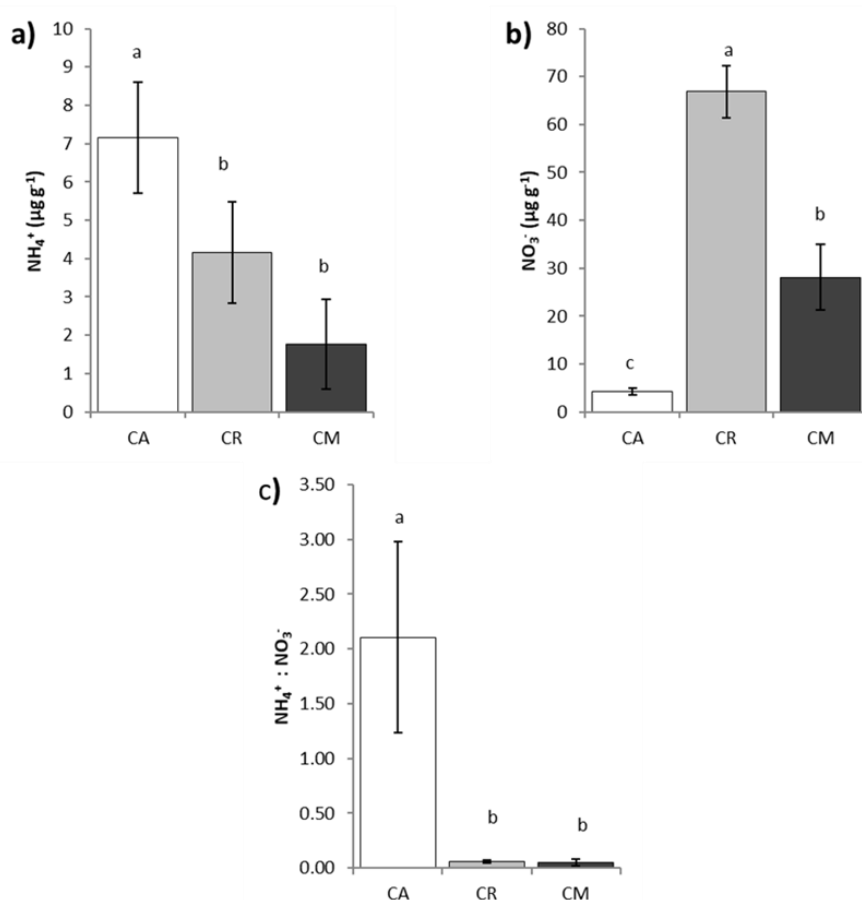 a)
NH₄⁺ (µg g⁻¹)
10
9
8
7
6
5
4
3
2
1
0
a
b
b
CA CR CM
b)
NO₃⁻ (µg g⁻¹)
80
70
60
50
40
30
20
10
0
c
a
b
CA CR CM
c)
NH₄⁺ : NO₃⁻
3.50
3.00
2.50
2.00
1.50
1.00
0.50
0.00
a
b
b
CA CR CM